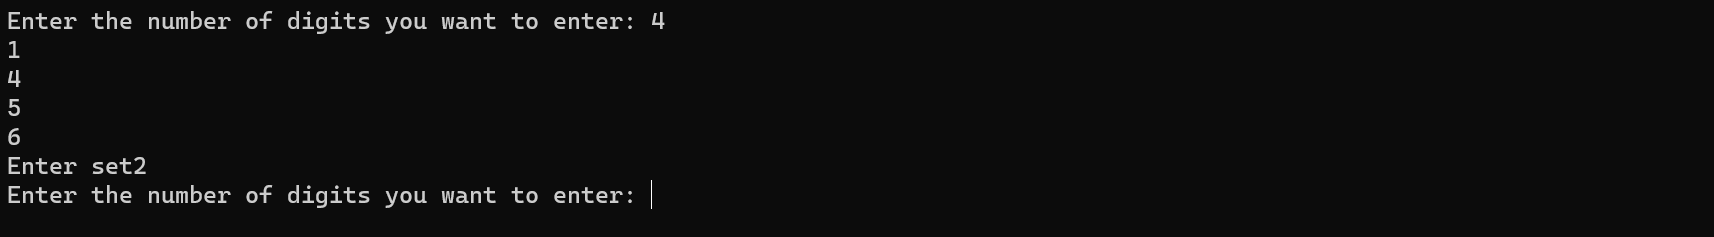 Enter the number of digits you want to enter: 4
1
4
5
6
Enter set2
Enter the number of digits you want to enter: